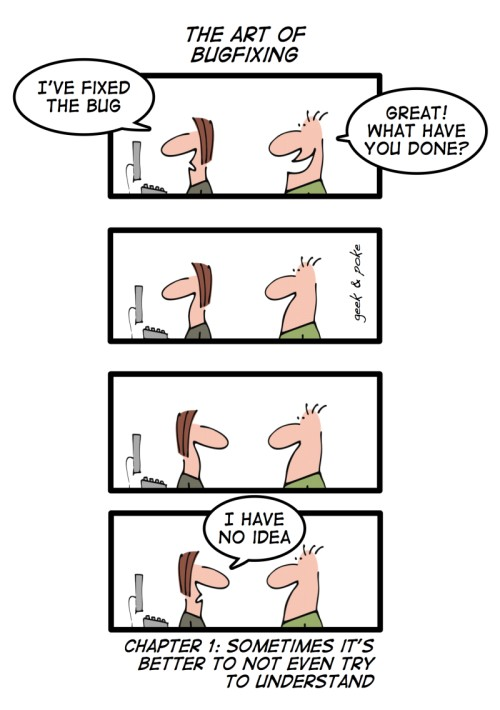 THE ART OF
BUGFIXING
I'VE FIXED
THE BUG
GREAT!
WHAT HAVE
YOU DONE?
geek & poke
I HAVE
NO IDEA
CHAPTER 1: SOMETIMES IT'S
BETTER TO NOT EVEN TRY
TO UNDERSTAND